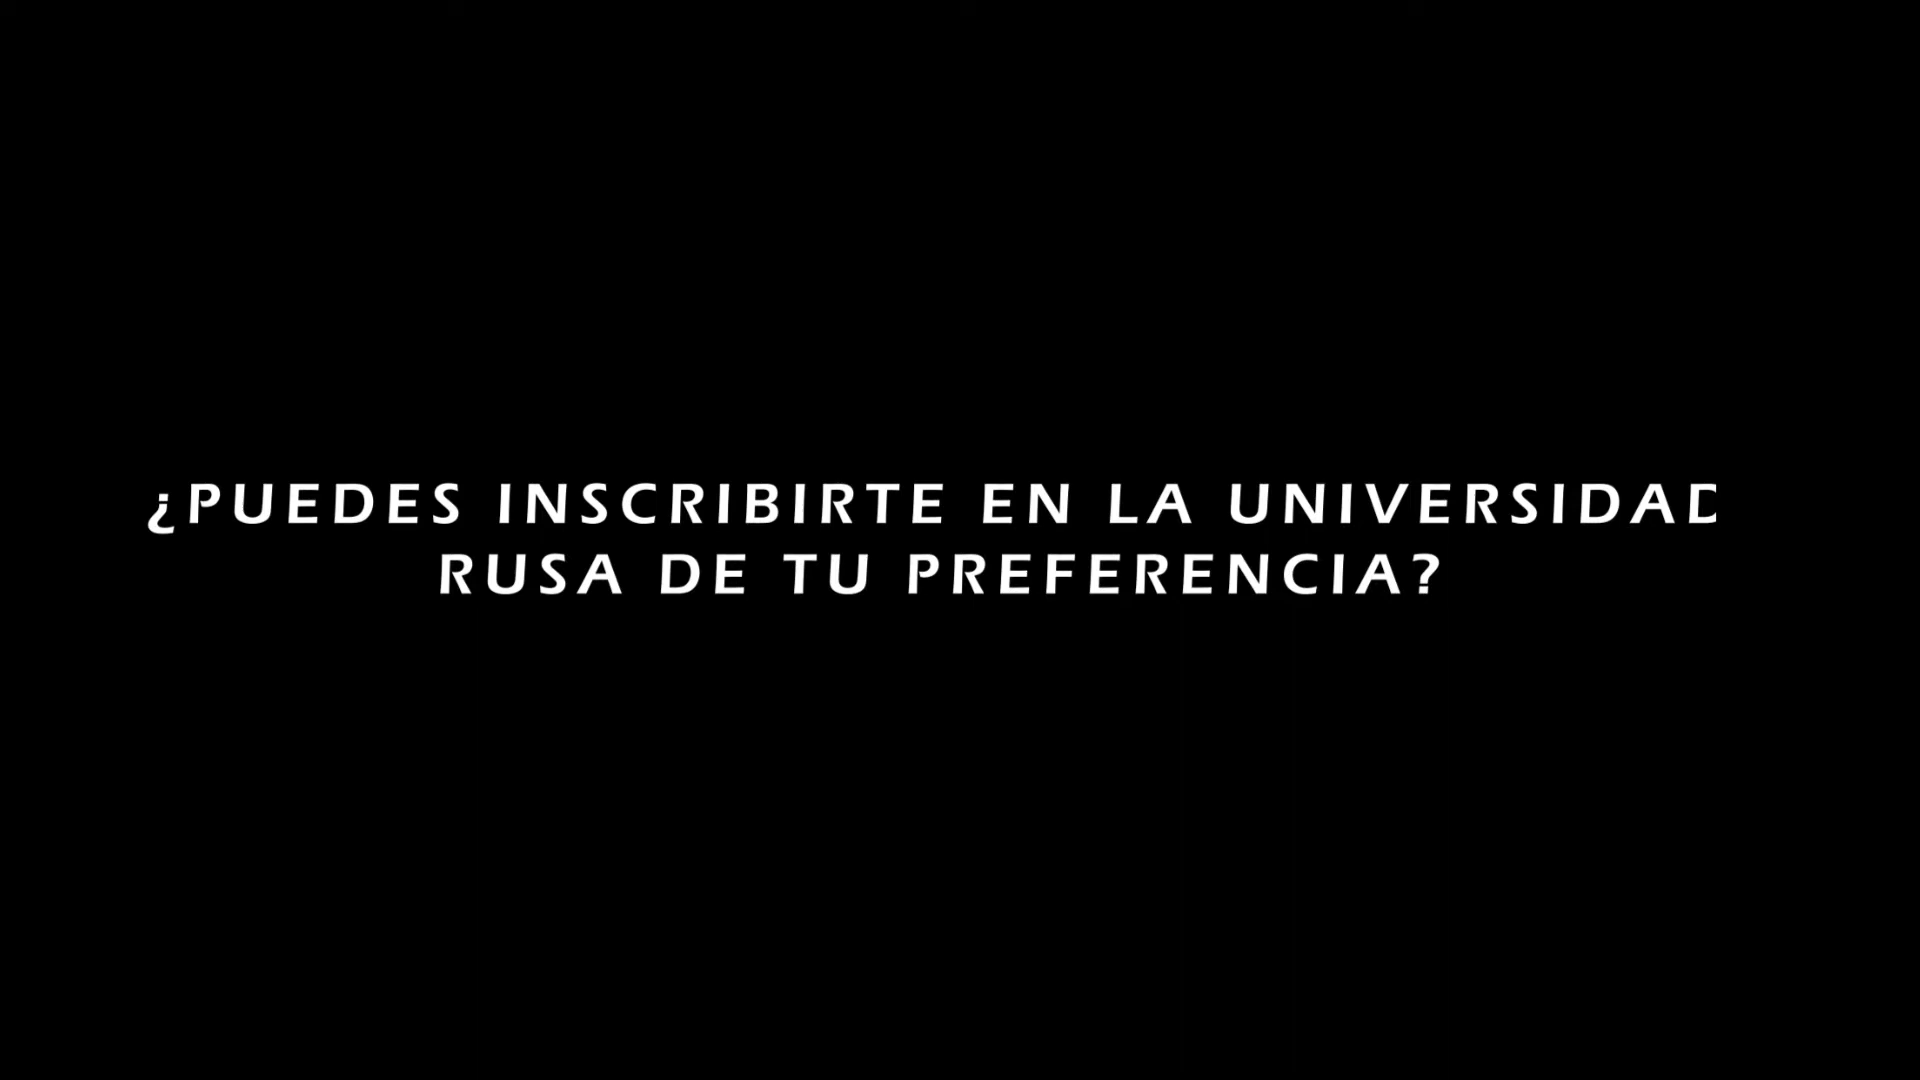 ¿PUEDES INSCRIBIRTE EN LA UNIVERSIDAD
RUSA DE TU PREFERENCIA?